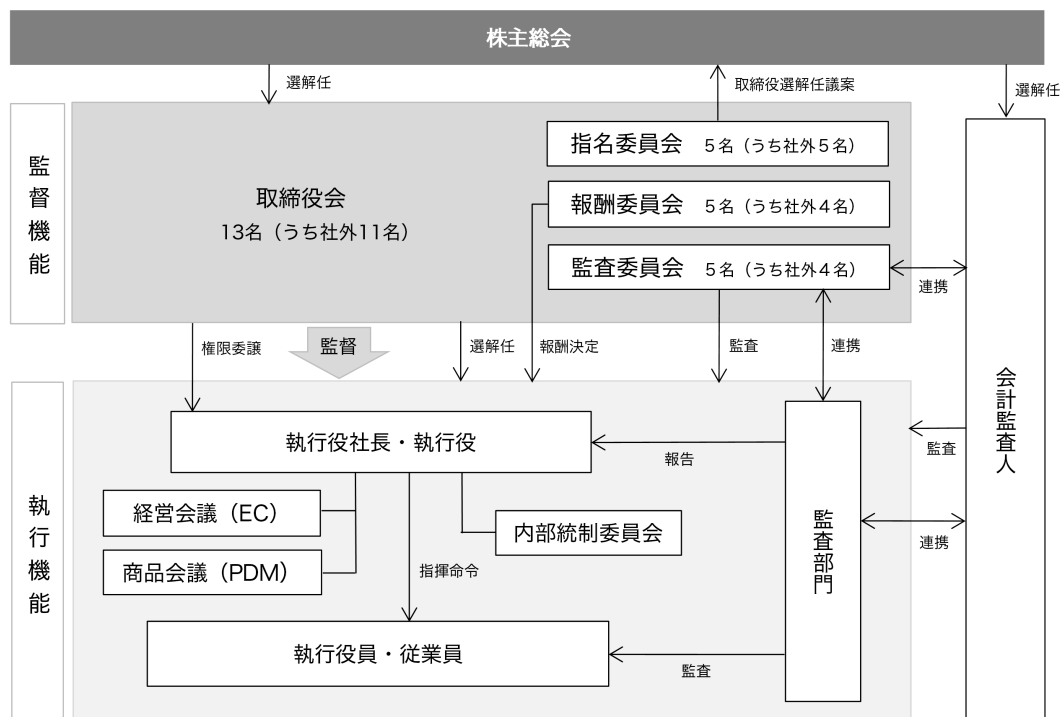 株主総会
選解任
取締役選解任議案
選解任
監督機能
取締役会
13名（うち社外11名）
指名委員会 5名（うち社外5名）
報酬委員会 5名（うち社外4名）
監査委員会 5名（うち社外4名）
連携
権限委譲
監督
選解任
報酬決定
監査
連携
会計監査人
執行機能
執行役社長・執行役
報告
監査
経営会議（EC）
商品会議（PDM）
内部統制委員会
指揮命令
監査部門
連携
執行役員・従業員
監査